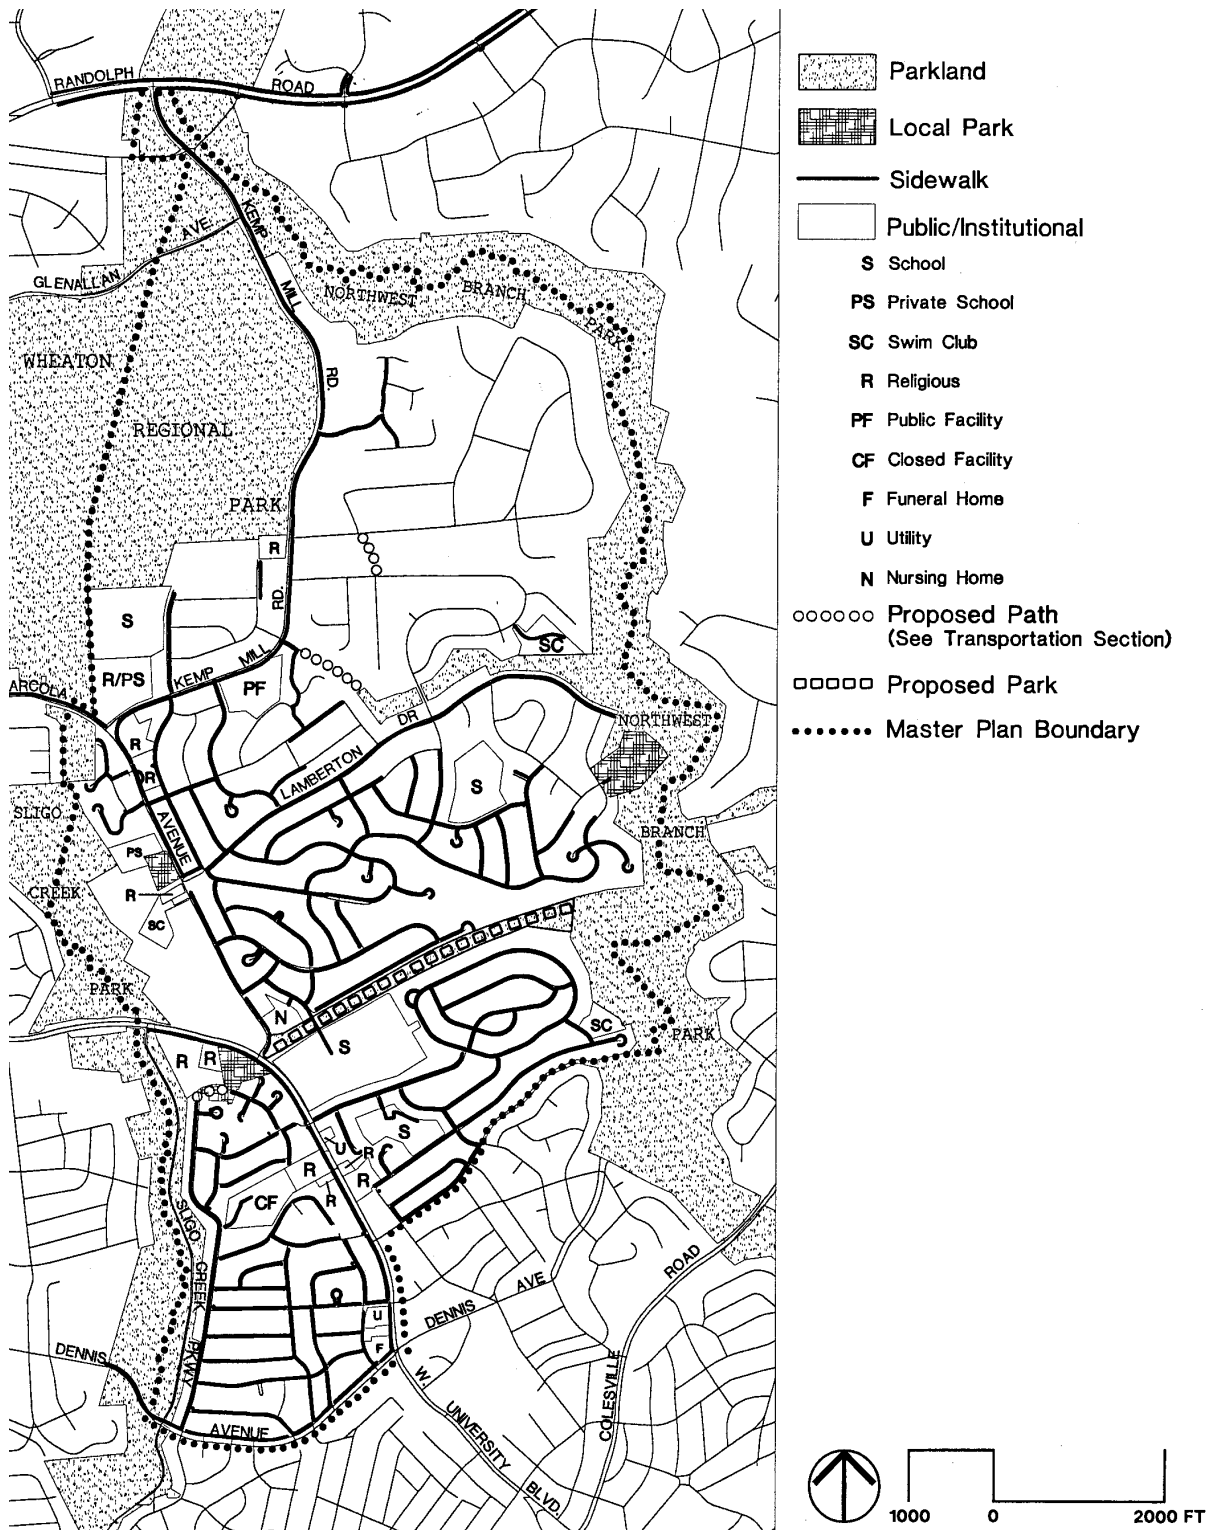 RANDOLPH ROAD
KEMP MILL RD.
GLENALLAN AVE.
NORTHWEST BRANCH PARK
WHEATON
REGIONAL
PARK
R
RD.
S
SC
KEMP MILL
R/PS
PF
ARCOLA
DR
NORTHWEST
R
LAMBERTON
R
S
SLIGO
AVENUE
BRANCH
PS
CREEK
R
SC
PARK
N
SC
PARK
S
R R
S
U
R
R
R
CF
R
SLIGO
CREEK
PKWY
ROAD
DENNIS AVE
U
F
DENNIS
W.
COLESVILLE
AVENUE
UNIVERSITY
BLVD.
Parkland
Local Park
Sidewalk
Public/Institutional
S School
PS Private School
SC Swim Club
R Religious
PF Public Facility
CF Closed Facility
F Funeral Home
U Utility
N Nursing Home
Proposed Path
(See Transportation Section)
Proposed Park
Master Plan Boundary
1000 0 2000 FT